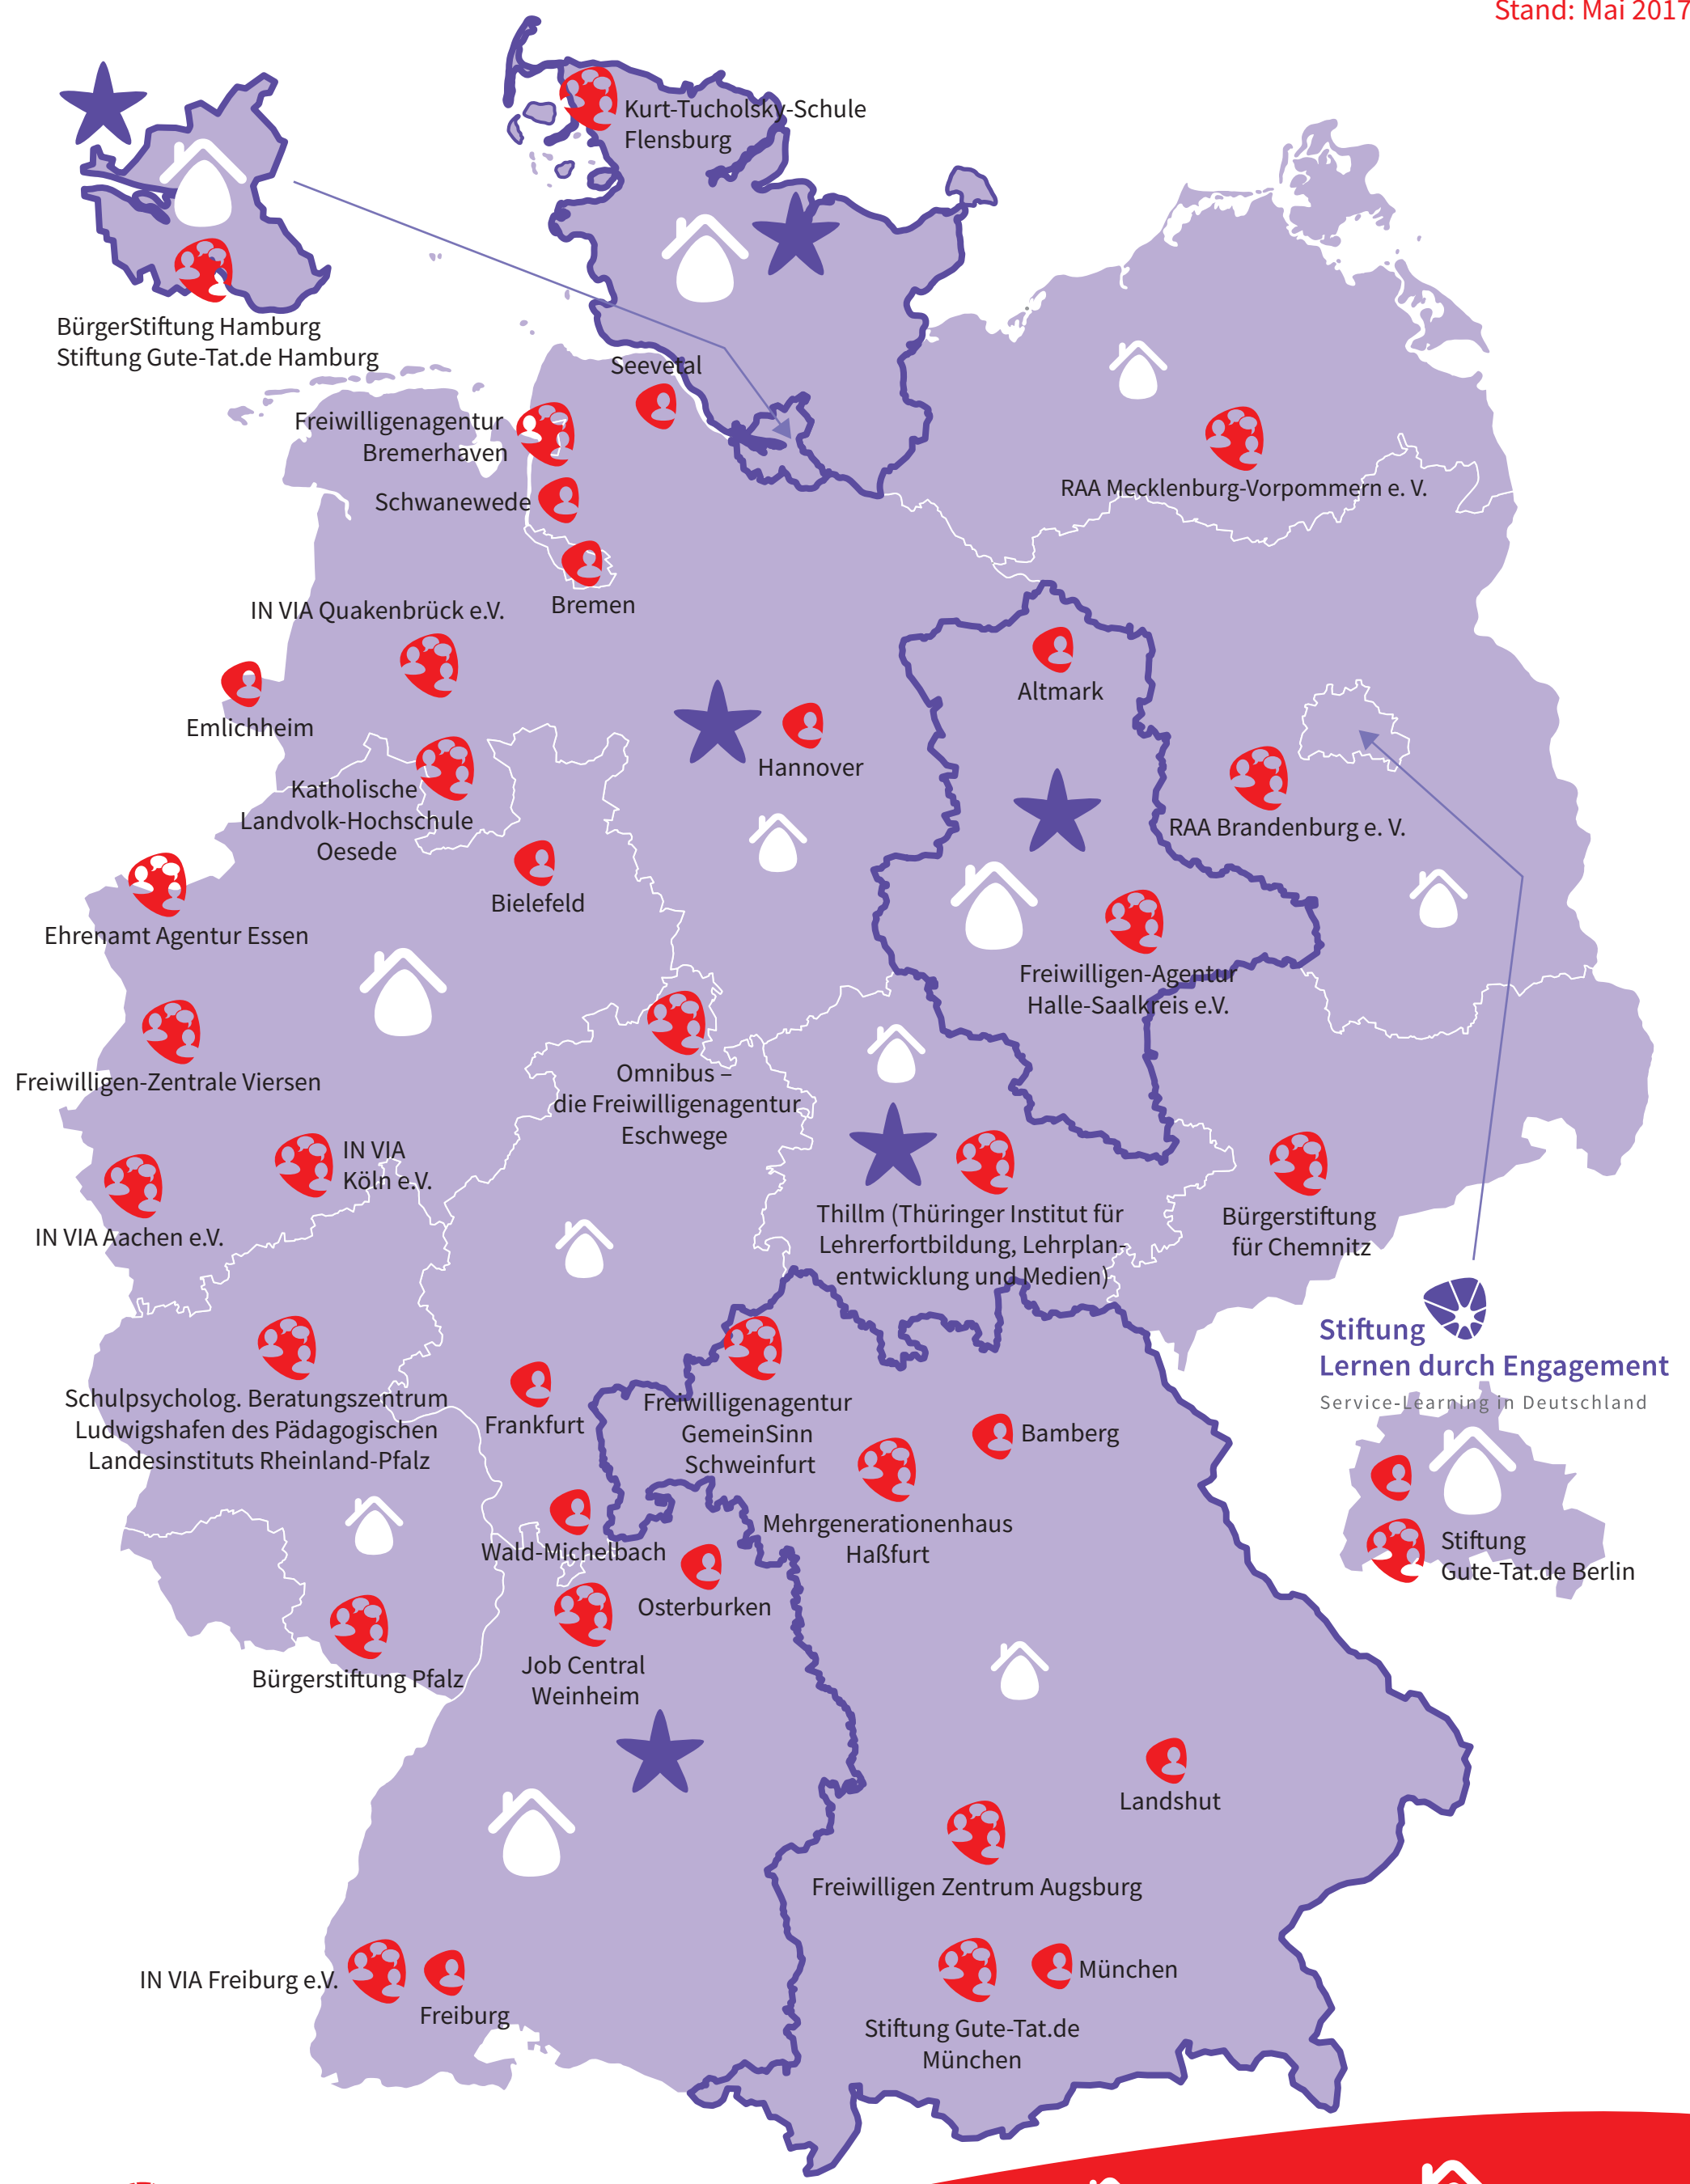 Stand: Mai 2017
Kurt-Tucholsky-Schule
Flensburg
BürgerStiftung Hamburg
Stiftung Gute-Tat.de Hamburg
Seevetal
Freiwilligenagentur
Bremerhaven
RAA Mecklenburg-Vorpommern e. V.
Schwanewede
Bremen
IN VIA Quakenbrück e.V.
Altmark
Emlichheim
Hannover
Katholische
Landvolk-Hochschule
Oesede
RAA Brandenburg e. V.
Bielefeld
Ehrenamt Agentur Essen
Freiwilligen-Agentur
Halle-Saalkreis e.V.
Freiwilligen-Zentrale Viersen
Omnibus –
die Freiwilligenagentur
Eschwege
IN VIA
Köln e.V.
IN VIA Aachen e.V.
Thillm (Thüringer Institut für
Lehrerfortbildung, Lehrplan-
entwicklung und Medien)
Bürgerstiftung
für Chemnitz
Stiftung
Lernen durch Engagement
Service-Learning in Deutschland
Schulpsycholog. Beratungszentrum
Ludwigshafen des Pädagogischen
Landesinstituts Rheinland-Pfalz
Frankfurt
Freiwilligenagentur
GemeinSinn
Schweinfurt
Bamberg
Mehrgenerationenhaus
Haßfurt
Wald-Michelbach
Stiftung
Gute-Tat.de Berlin
Osterburken
Bürgerstiftung Pfalz
Job Central
Weinheim
Landshut
Freiwilligen Zentrum Augsburg
IN VIA Freiburg e.V.
Freiburg
München
Stiftung Gute-Tat.de
München